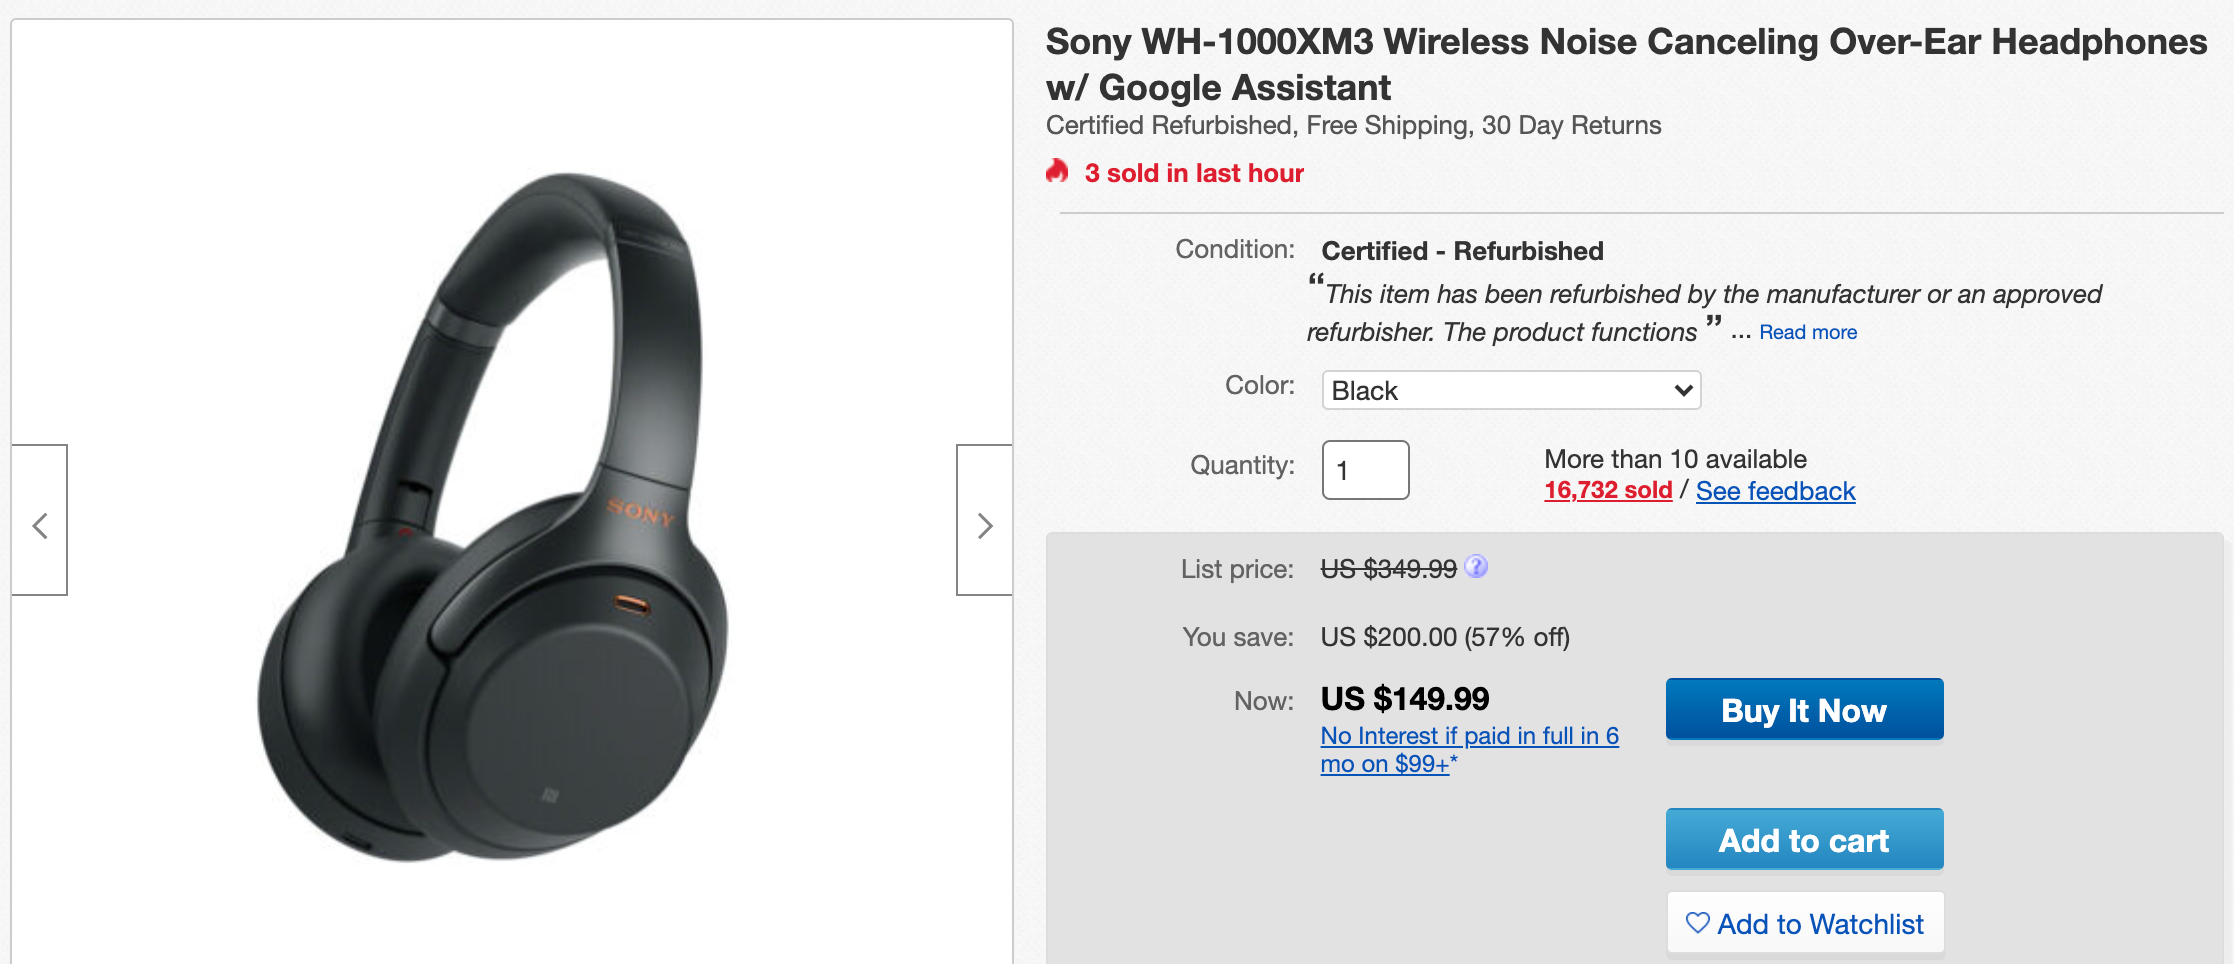 Sony WH-1000XM3 Wireless Noise Canceling Over-Ear Headphones
w/ Google Assistant
Certified Refurbished, Free Shipping, 30 Day Returns
3 sold in last hour
Condition: Certified - Refurbished
“This item has been refurbished by the manufacturer or an approved
refurbisher. The product functions ” ... Read more
Color: Black
Quantity: 1
More than 10 available
16,732 sold / See feedback
SONY
List price: US $349.99 ?
You save: US $200.00 (57% off)
Now: US $149.99
Buy It Now
No Interest if paid in full in 6
mo on $99+*
Add to cart
Add to Watchlist